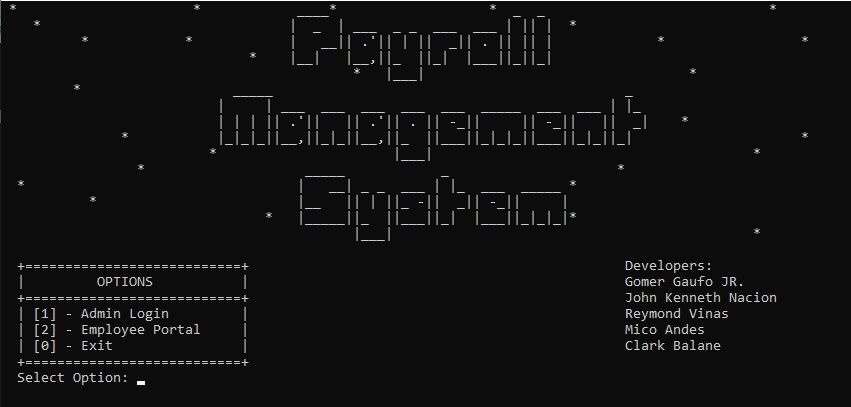 Payroll
Management
System
+===========================+
|         OPTIONS           |
+===========================+
| [1] - Admin Login         |
| [2] - Employee Portal     |
| [0] - Exit                |
+===========================+
Select Option:
Developers:
Gomer Gaufo JR.
John Kenneth Nacion
Reymond Vinas
Mico Andes
Clark Balane